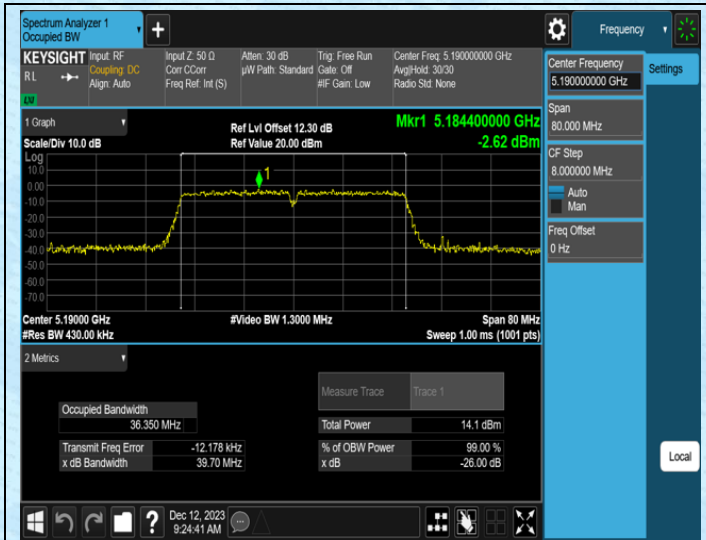 Spectrum Analyzer 1
Occupied BW
Frequency
KEYSIGHT
R L
LXI
Input: RF
Coupling: DC
Align: Auto
Input Z: 50 Ω
Corr CCorr
Freq Ref: Int (S)
Atten: 30 dB
µW Path: Standard
Trig: Free Run
Gate: Off
#IF Gain: Low
Center Freq: 5.190000000 GHz
Avg|Hold: 30/30
Radio Std: None
Center Frequency
5.190000000 GHz
Settings
Span
80.000 MHz
CF Step
8.000000 MHz
Auto
Man
Freq Offset
0 Hz
1 Graph
Scale/Div 10.0 dB
Ref Lvl Offset 12.30 dB
Ref Value 20.00 dBm
Mkr1 5.184400000 GHz
-2.62 dBm
Log
10.0
0.00
-10.0
-20.0
-30.0
-40.0
-50.0
-60.0
-70.0
1
Center 5.19000 GHz
#Res BW 430.00 kHz
#Video BW 1.3000 MHz
Span 80 MHz
Sweep 1.00 ms (1001 pts)
2 Metrics
Measure Trace Trace 1
Occupied Bandwidth
36.350 MHz
Total Power 14.1 dBm
Transmit Freq Error -12.178 kHz
% of OBW Power 99.00 %
x dB Bandwidth 39.70 MHz
x dB -26.00 dB
Local
?
Dec 12, 2023
9:24:41 AM